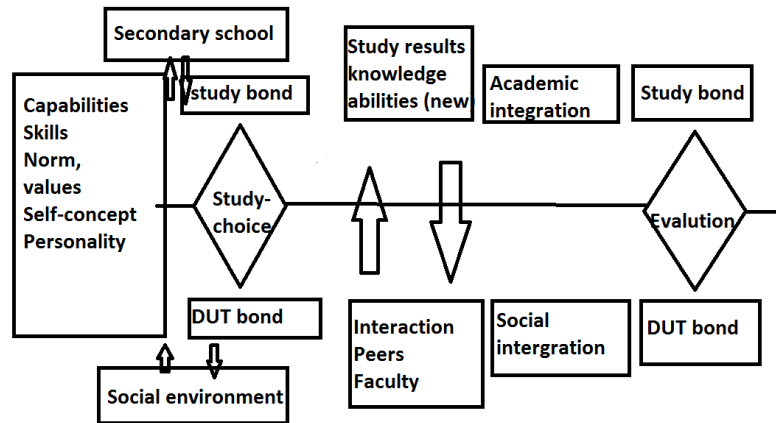 Secondary school
study bond
Capabilities
Skills
Norm,
values
Self-concept
Personality
Study-
choice
DUT bond
Social environment
Study results
knowledge
abilities (new)
Academic
integration
Interaction
Peers
Faculty
Social
intergration
Study bond
Evalution
DUT bond